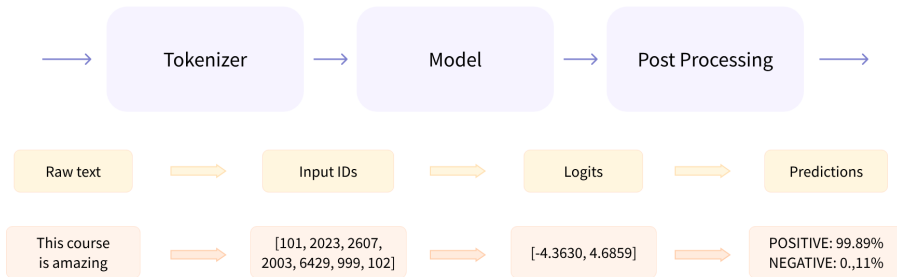 Tokenizer
Model
Post Processing
Raw text
Input IDs
Logits
Predictions
This course
is amazing
[101, 2023, 2607,
2003, 6429, 999, 102]
[-4.3630, 4.6859]
POSITIVE: 99.89%
NEGATIVE: 0.,11%